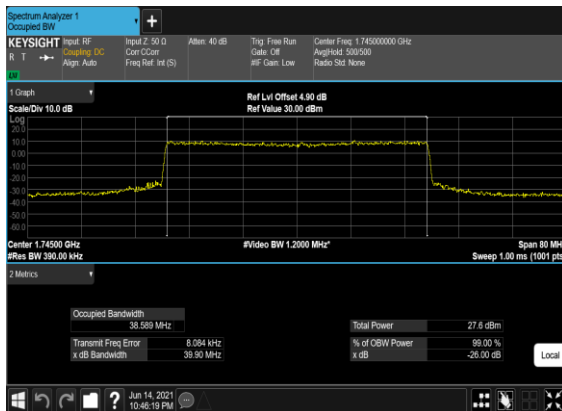 Spectrum Analyzer 1
Occupied BW
+
KEYSIGHT
R T
Input: RF
Coupling: DC
Align: Auto
Input Z: 50 Ω
Corr CCorr
Freq Ref: Int (S)
Atten: 40 dB
Trig: Free Run
Gate: Off
#IF Gain: Low
Center Freq: 1.745000000 GHz
Avg|Hold: 500/500
Radio Std: None
1 Graph
Scale/Div 10.0 dB
Ref Lvl Offset 4.90 dB
Ref Value 30.00 dBm
Log
20.0
10.0
0.00
-10.0
-20.0
-30.0
-40.0
-50.0
-60.0
Center 1.74500 GHz
#Res BW 390.00 kHz
#Video BW 1.2000 MHz*
Span 80 MH
Sweep 1.00 ms (1001 pts
2 Metrics
Occupied Bandwidth
38.589 MHz
Transmit Freq Error 8.084 kHz
x dB Bandwidth 39.90 MHz
Total Power 27.6 dBm
% of OBW Power 99.00 %
x dB -26.00 dB
Local
?
Jun 14, 2021
10:46:19 PM